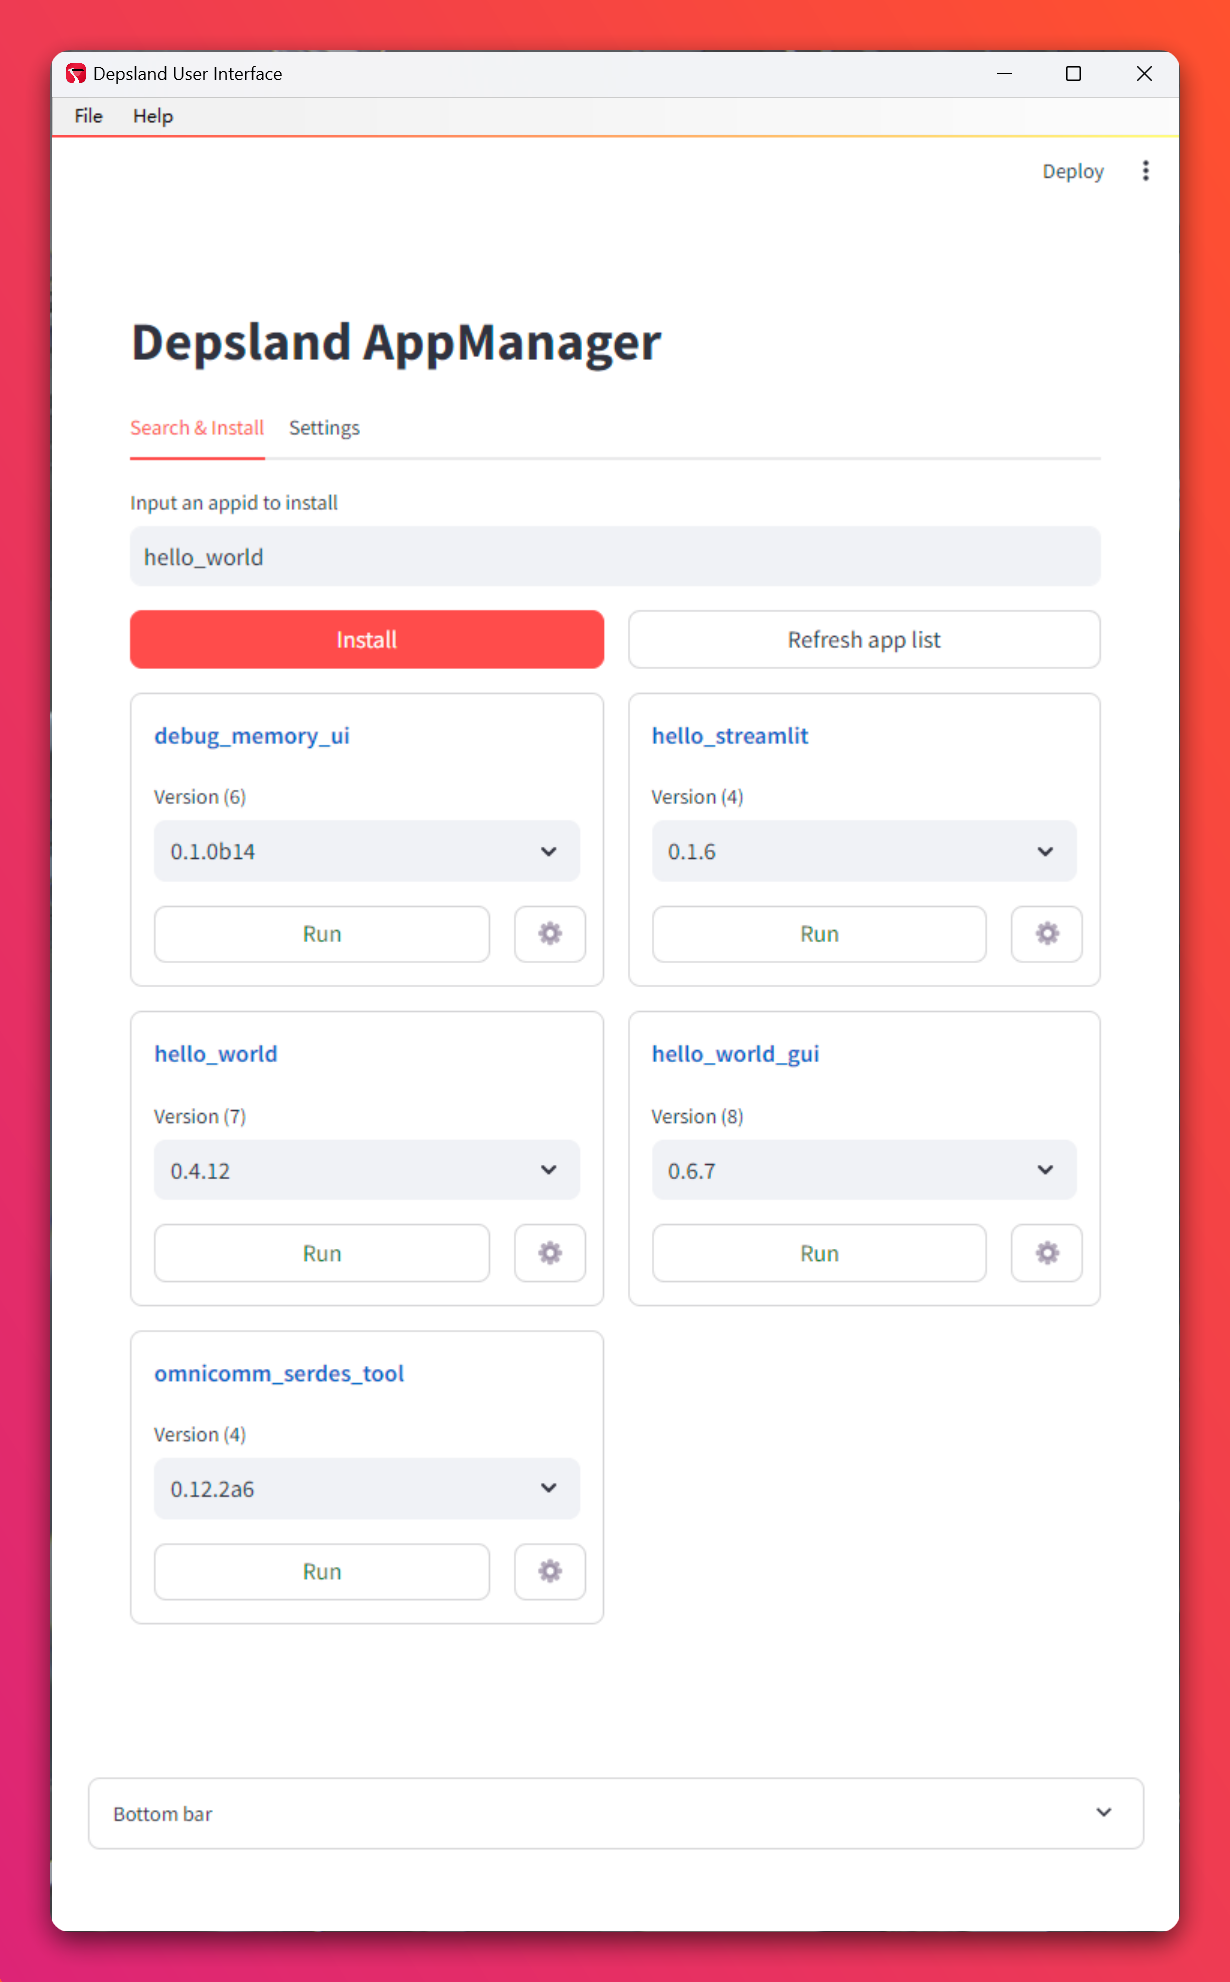 Depsland User Interface
File Help
Deploy
Depsland AppManager
Search & Install Settings
Input an appid to install
hello_world
Install Refresh app list
debug_memory_ui
Version (6)
0.1.0b14
Run
hello_streamlit
Version (4)
0.1.6
Run
hello_world
Version (7)
0.4.12
Run
hello_world_gui
Version (8)
0.6.7
Run
omnicomm_serdes_tool
Version (4)
0.12.2a6
Run
Bottom bar